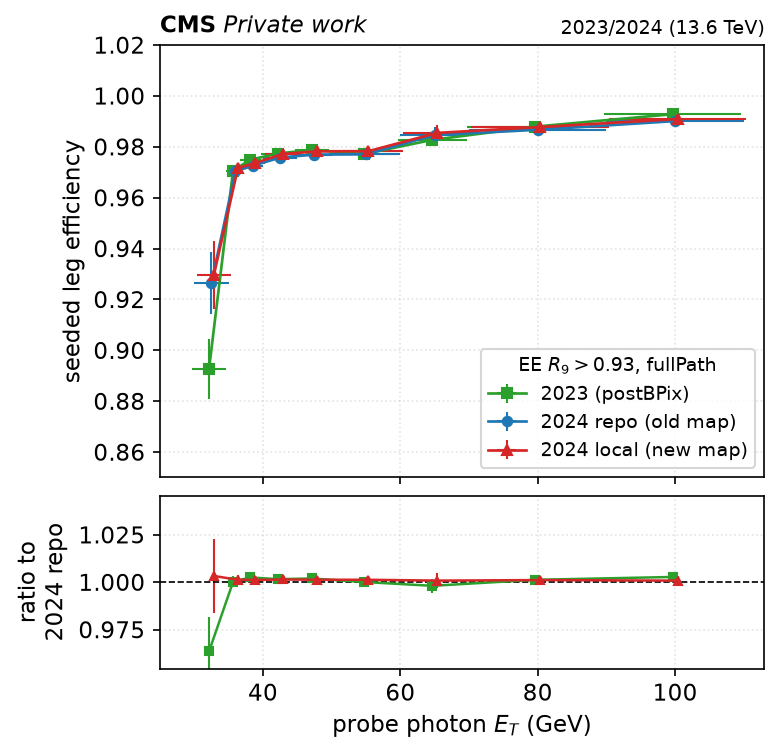 CMS Private work
2023/2024 (13.6 TeV)
1.02
1.00
0.98
0.96
0.94
0.92
0.90
0.88
0.86
seeded leg efficiency
EE R₉ > 0.93, fullPath
2023 (postBPix)
2024 repo (old map)
2024 local (new map)
1.025
1.000
0.975
ratio to
2024 repo
40
60
80
100
probe photon E_T (GeV)